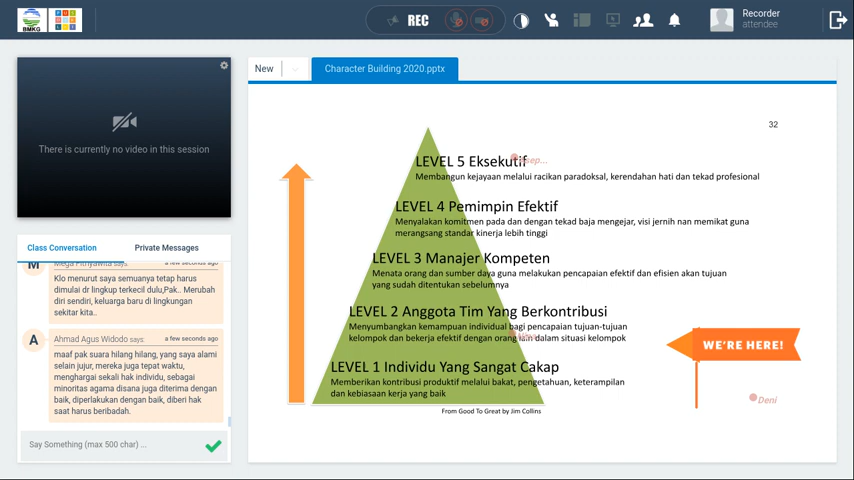 BMKG
REC
Recorder
attendee
There is currently no video in this session
Class Conversation
Private Messages
M
a few seconds ago
Klo menurut saya semuanya tetap harus
dimulai dr lingkup terkecil dulu,Pak.. Merubah
diri sendiri, keluarga baru di lingkungan
sekitar kita..
A
Ahmad Agus Widodo says:
a few seconds ago
maaf pak suara hilang hilang, yang saya alami
selain jujur, mereka juga tepat waktu,
menghargai sekali hak individu, sebagai
minoritas agama disana juga diterima dengan
baik, diperlakukan dengan baik, diberi hak
saat harus beribadah.
Say Something (max 500 char) ...
New
Character Building 2020.pptx
32
LEVEL 5 Eksekutif
Membangun kejayaan melalui racikan paradoksal, kerendahan hati dan tekad profesional
LEVEL 4 Pemimpin Efektif
Menyalakan komitmen pada dan dengan tekad baja mengejar, visi jernih nan memikat guna
merangsang standar kinerja lebih tinggi
LEVEL 3 Manajer Kompeten
Menata orang dan sumber daya guna melakukan pencapaian efektif dan efisien akan tujuan
yang sudah ditentukan sebelumnya
LEVEL 2 Anggota Tim Yang Berkontribusi
Menyumbangkan kemampuan individual bagi pencapaian tujuan-tujuan
kelompok dan bekerja efektif dengan orang lain dalam situasi kelompok
LEVEL 1 Individu Yang Sangat Cakap
Memberikan kontribusi produktif melalui bakat, pengetahuan, keterampilan
dan kebiasaan kerja yang baik
From Good To Great by Jim Collins
WE'RE HERE!
Deni